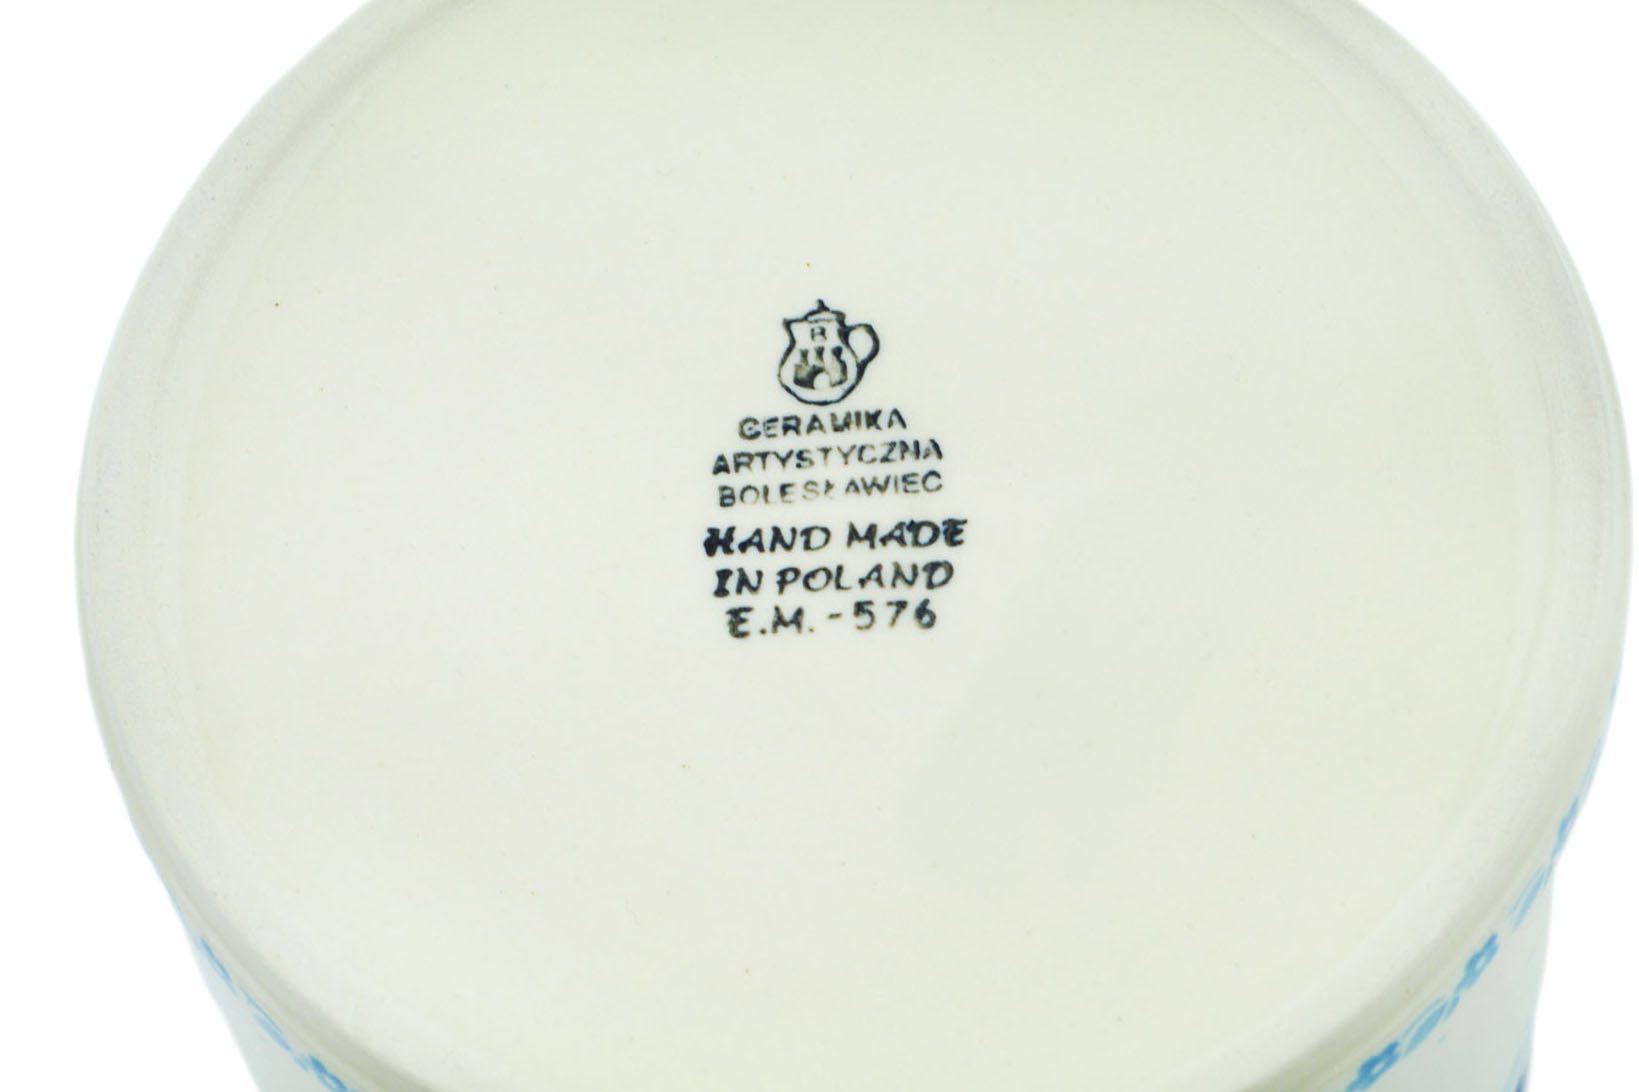 B
CERAMIKA
ARTYSTYCZNA
BOLESŁAWIEC
HAND MADE
IN POLAND
E.M. - 576